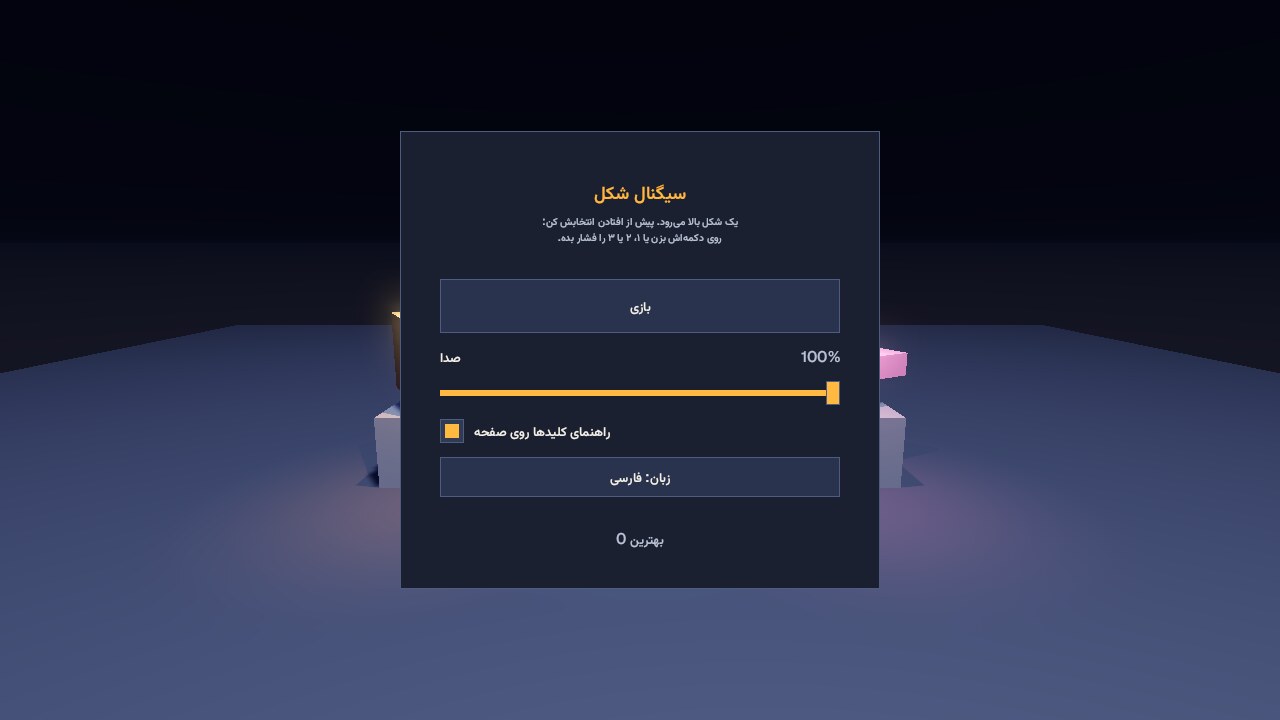 سیگنال شکل
یک شکل بالا می‌رود. پیش از افتادن انتخابش کن:
روی دکمه‌اش بزن یا ۱، ۲ یا ۳ را فشار بده.
بازی
صدا 100%
راهنمای کلیدها روی صفحه
زبان: فارسی
بهترین 0